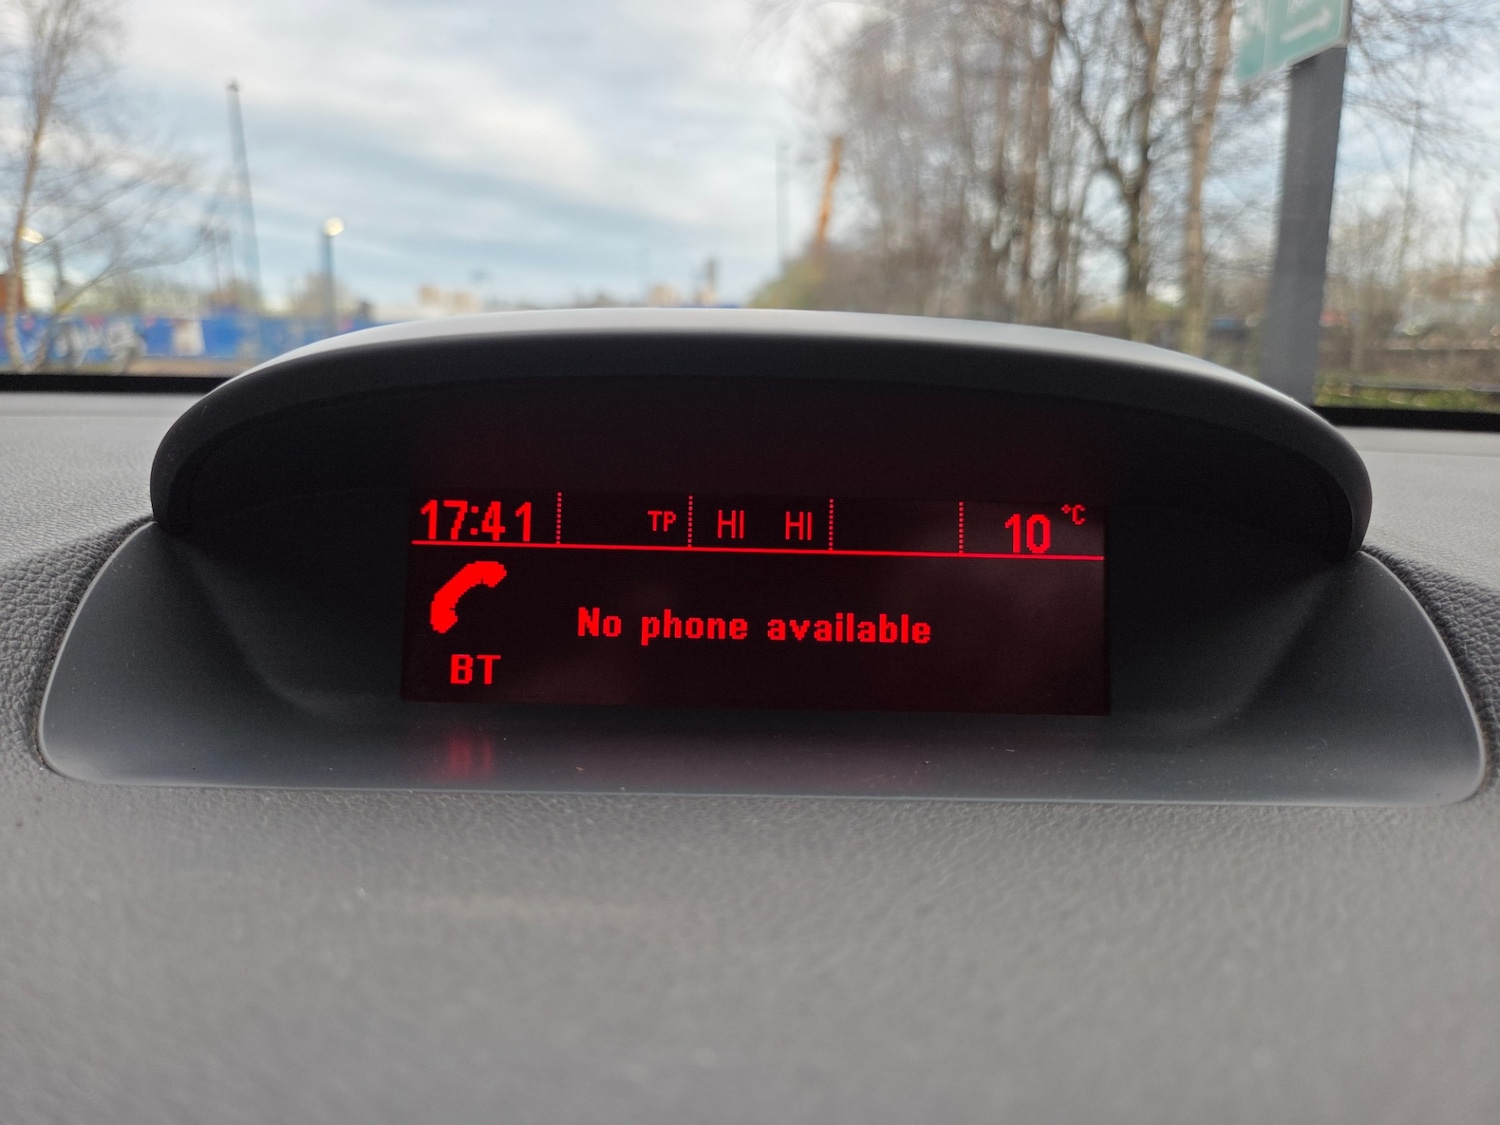 17:41 TP HI HI 10 °C
No phone available
BT